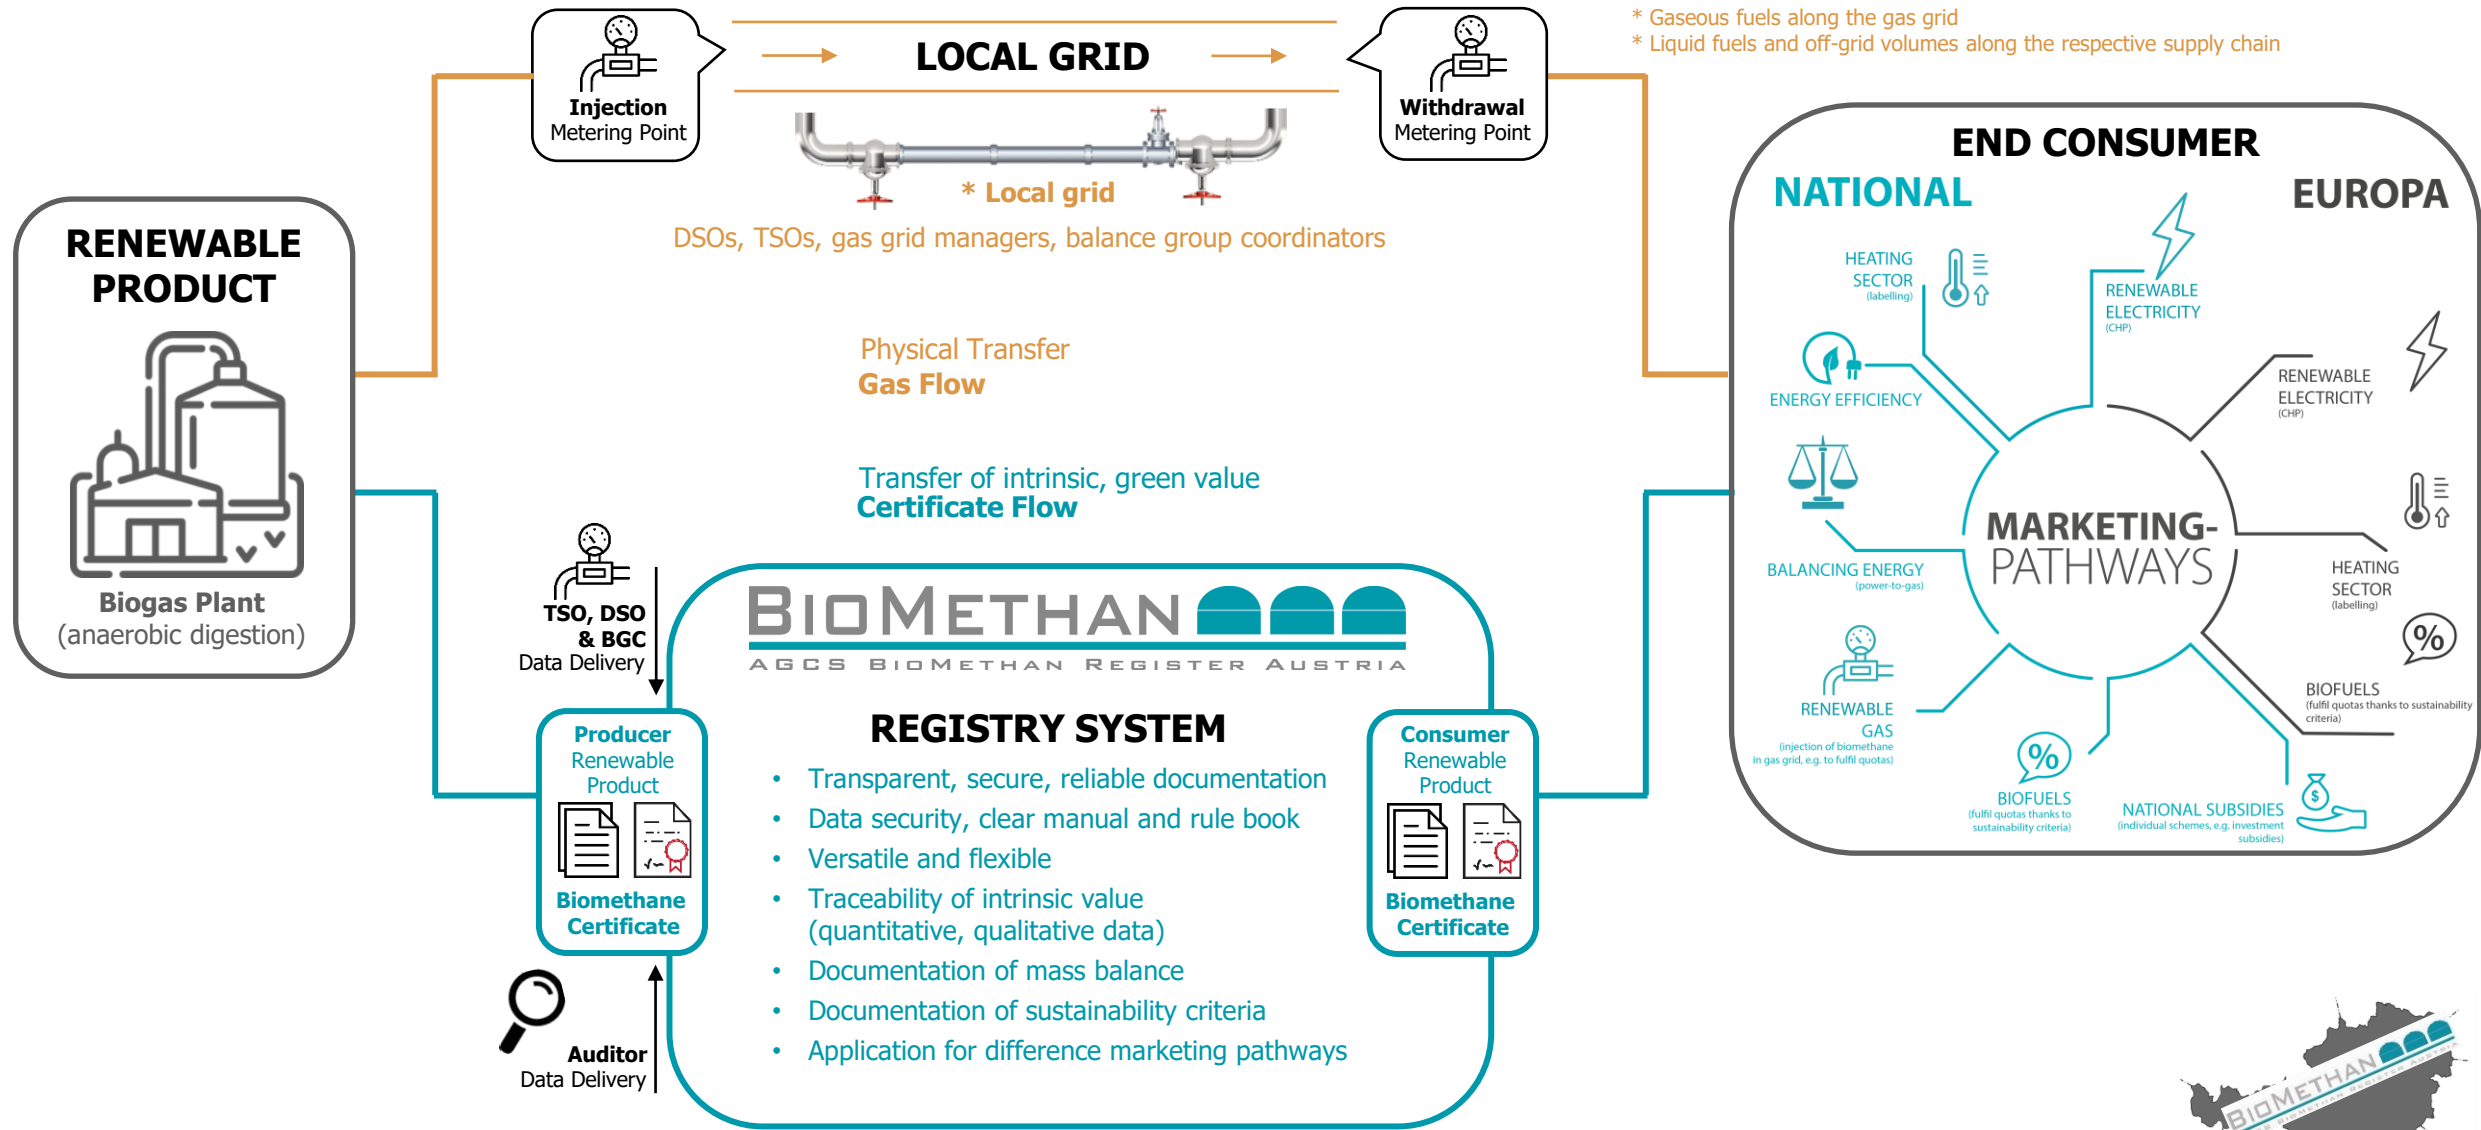 * Gaseous fuels along the gas grid
* Liquid fuels and off-grid volumes along the respective supply chain
LOCAL GRID
Injection
Metering Point
Withdrawal
Metering Point
* Local grid
DSOs, TSOs, gas grid managers, balance group coordinators
RENEWABLE
PRODUCT
Biogas Plant
(anaerobic digestion)
Physical Transfer
Gas Flow
Transfer of intrinsic, green value
Certificate Flow
TSO, DSO
& BGC
Data Delivery
BIOMETHAN
AGCS BIOMETHAN REGISTER AUSTRIA
Producer
Renewable
Product
Biomethane
Certificate
Auditor
Data Delivery
REGISTRY SYSTEM
• Transparent, secure, reliable documentation
• Data security, clear manual and rule book
• Versatile and flexible
• Traceability of intrinsic value
(quantitative, qualitative data)
• Documentation of mass balance
• Documentation of sustainability criteria
• Application for difference marketing pathways
Consumer
Renewable
Product
Biomethane
Certificate
END CONSUMER
NATIONAL
EUROPA
HEATING
SECTOR
(labelling)
RENEWABLE
ELECTRICITY
(CHP)
ENERGY EFFICIENCY
RENEWABLE
ELECTRICITY
(CHP)
MARKETING-
PATHWAYS
BALANCING ENERGY
(power-to-gas)
HEATING
SECTOR
(labelling)
%
RENEWABLE
GAS
(injection of biomethane
in gas grid, e.g. to fulfil quotas)
BIOFUELS
(fulfil quotas thanks to sustainability
criteria)
%
BIOFUELS
(fulfil quotas thanks to
sustainability criteria)
$
NATIONAL SUBSIDIES
(individual schemes, e.g. investment
subsidies)
BIOMETHAN
BIOMETHAN REGISTER AUSTRIA